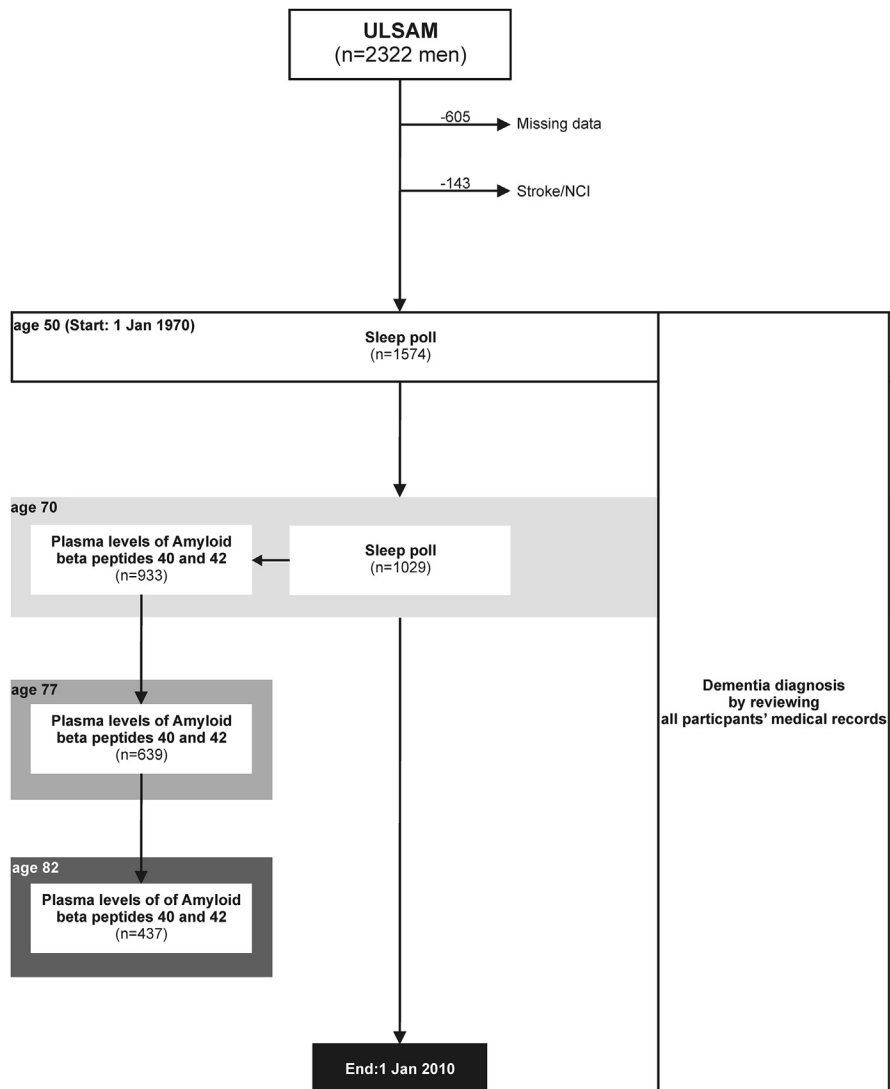 ULSAM
(n=2322 men)
-605
Missing data
-143
Stroke/NCI
age 50 (Start: 1 Jan 1970)
Sleep poll
(n=1574)
age 70
Plasma levels of Amyloid
beta peptides 40 and 42
(n=933)
Sleep poll
(n=1029)
age 77
Plasma levels of Amyloid
beta peptides 40 and 42
(n=639)
Dementia diagnosis
by reviewing
all particpants’ medical records
age 82
Plasma levels of of Amyloid
beta peptides 40 and 42
(n=437)
End:1 Jan 2010